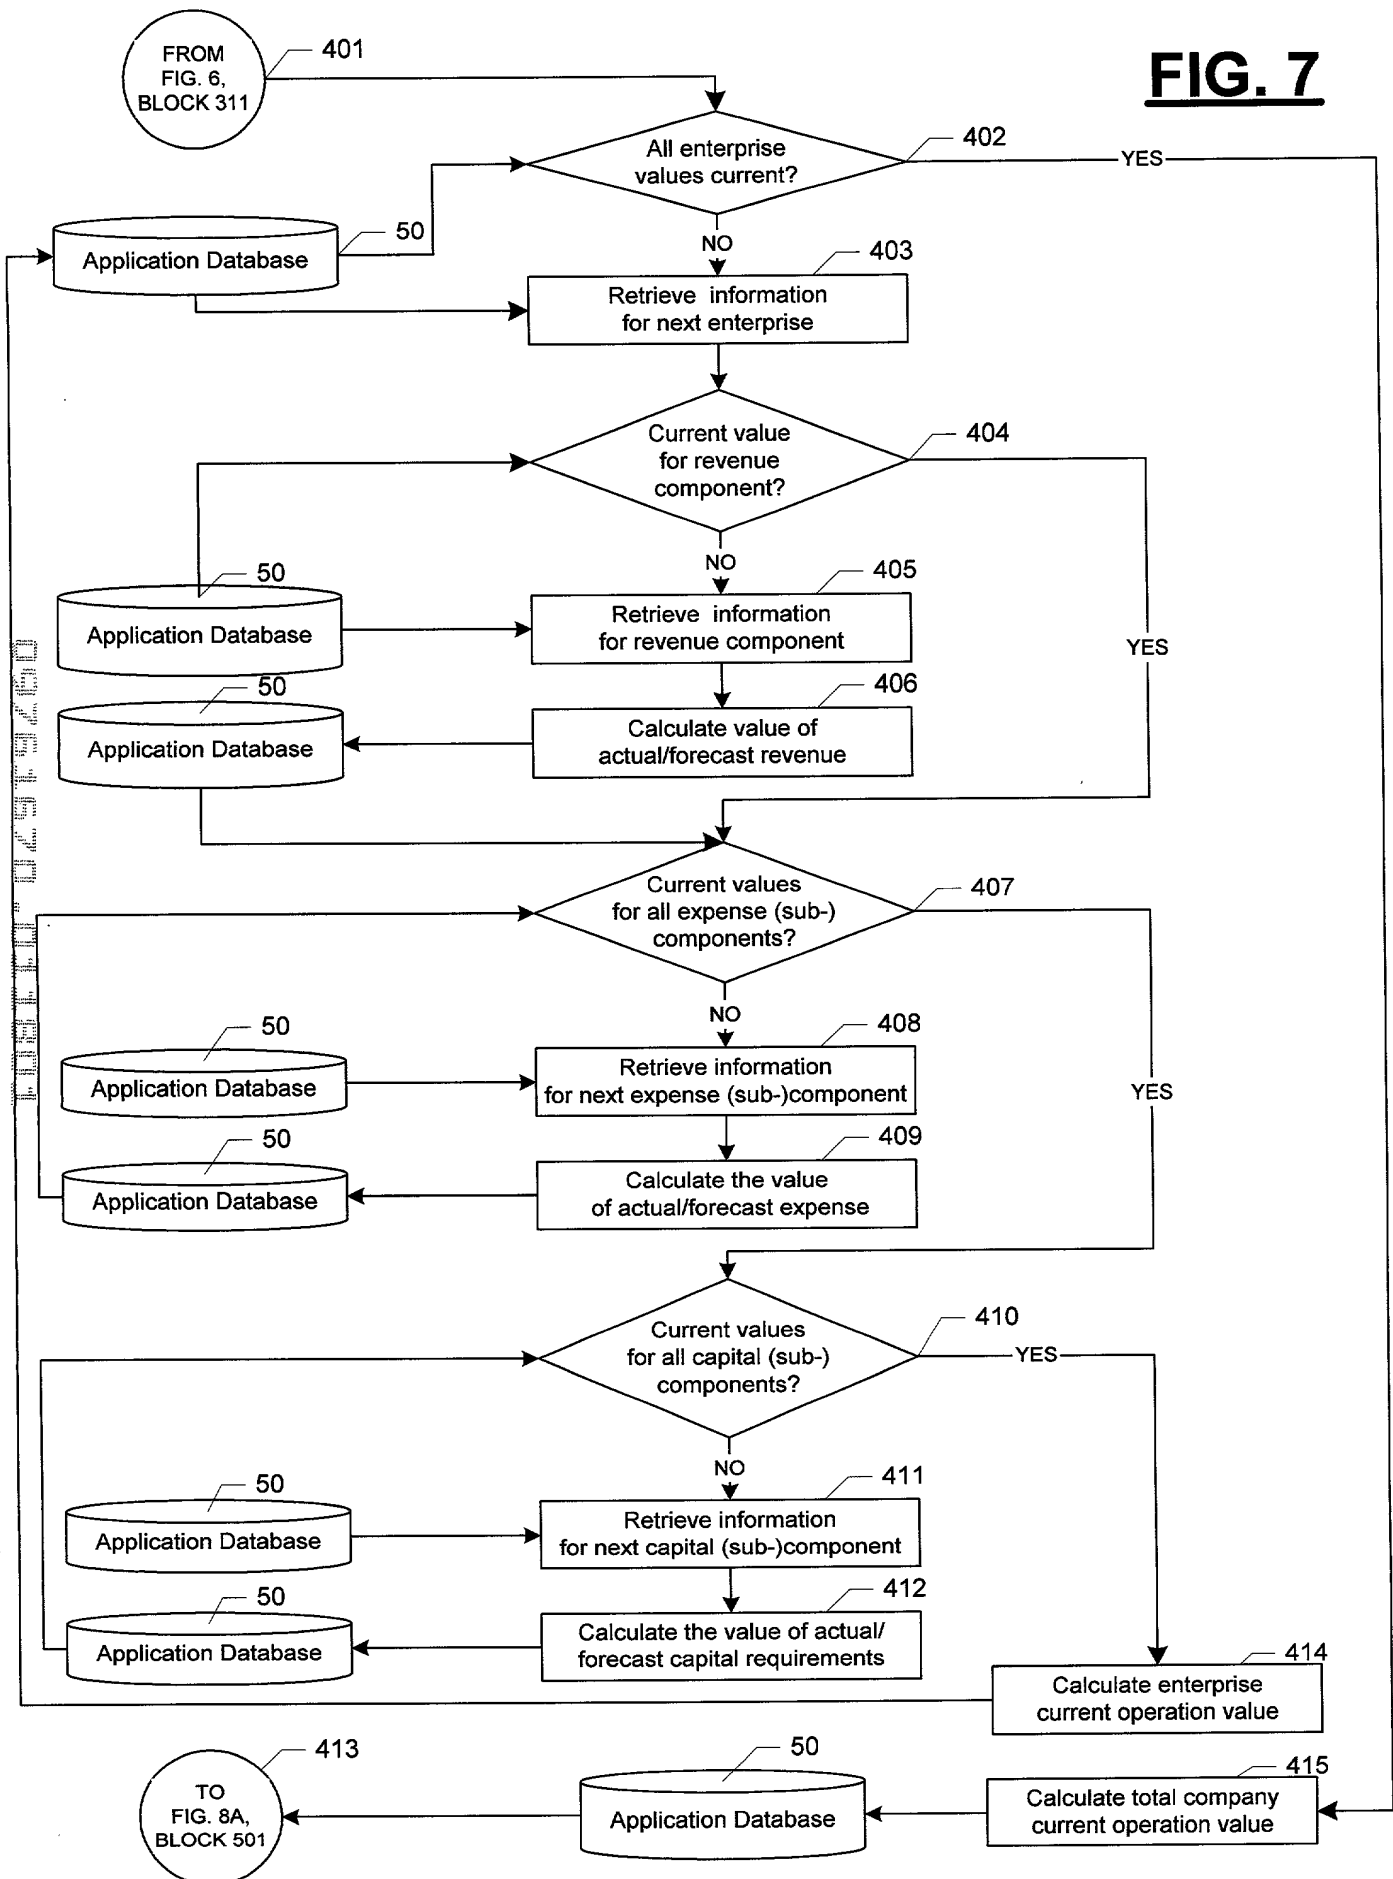 FIG. 7
FROM
FIG. 6,
BLOCK 311
401
All enterprise
values current?
402
YES
Application Database
50
NO
403
Retrieve information
for next enterprise
Current value
for revenue
component?
404
NO
YES
50
Application Database
405
Retrieve information
for revenue component
50
Application Database
406
Calculate value of
actual/forecast revenue
Current values
for all expense (sub-)
components?
407
NO
YES
50
Application Database
408
Retrieve information
for next expense (sub-)component
50
Application Database
409
Calculate the value
of actual/forecast expense
Current values
for all capital (sub-)
components?
410
YES
NO
50
Application Database
411
Retrieve information
for next capital (sub-)component
50
Application Database
412
Calculate the value of actual/
forecast capital requirements
414
Calculate enterprise
current operation value
413
TO
FIG. 8A,
BLOCK 501
50
Application Database
415
Calculate total company
current operation value